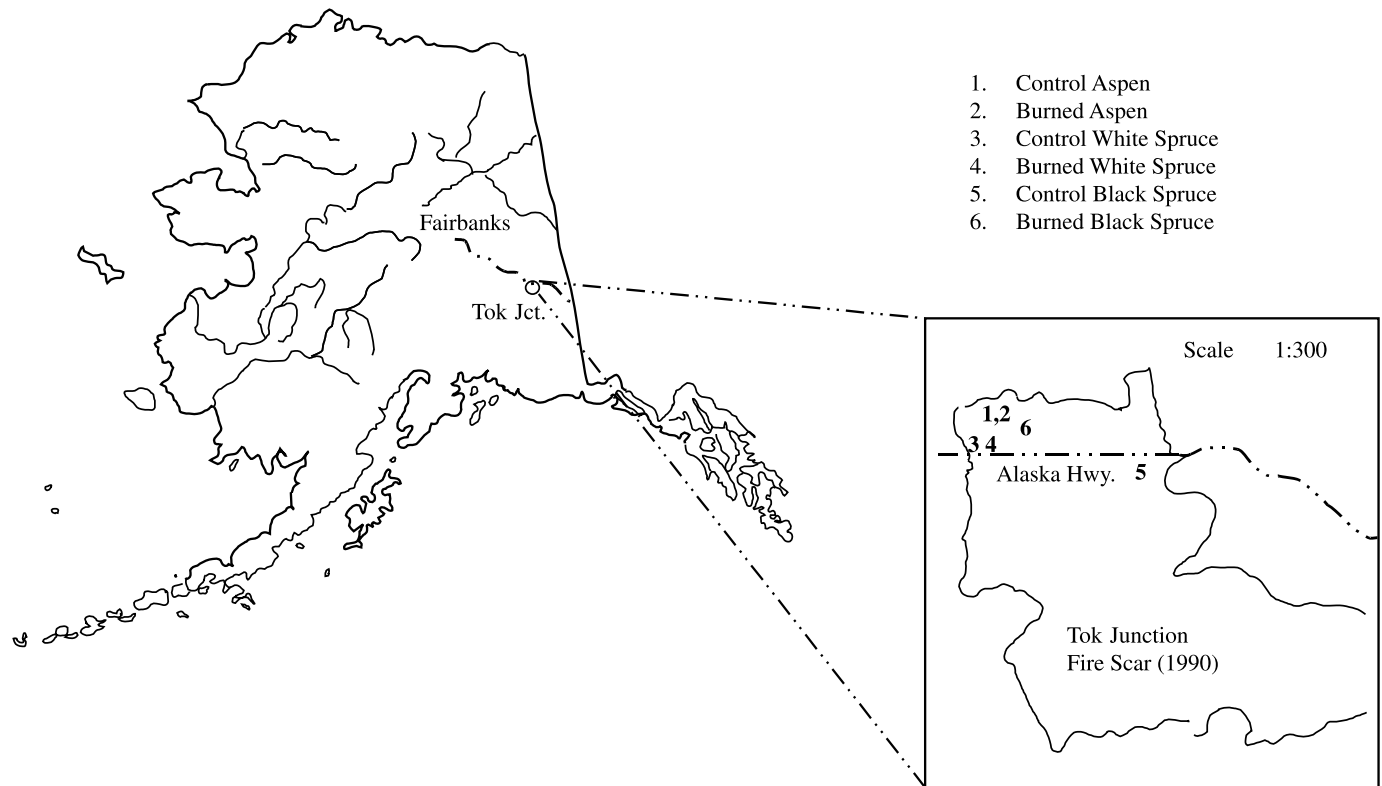 1. Control Aspen
2. Burned Aspen
3. Control White Spruce
4. Burned White Spruce
5. Control Black Spruce
6. Burned Black Spruce
Fairbanks
Tok Jct.
Scale 1:300
1,2
6
3 4
Alaska Hwy. 5
Tok Junction
Fire Scar (1990)